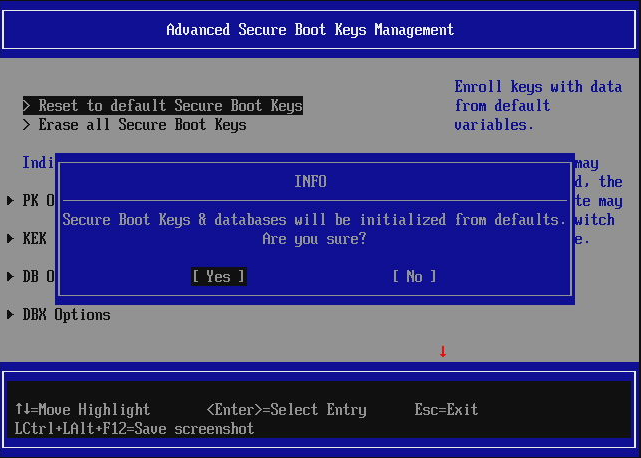 Advanced Secure Boot Keys Management
> Reset to default Secure Boot Keys
> Erase all Secure Boot Keys
Enroll keys with data
from default
variables.
Indi
may
d, the
PK O
te may
witch
KEK
e.
DB O
DBX Options
INFO
Secure Boot Keys & databases will be initialized from defaults.
Are you sure?
[ Yes ]
[ No ]
↓
↑↓=Move Highlight
<Enter>=Select Entry
Esc=Exit
LCtrl+LAlt+F12=Save screenshot